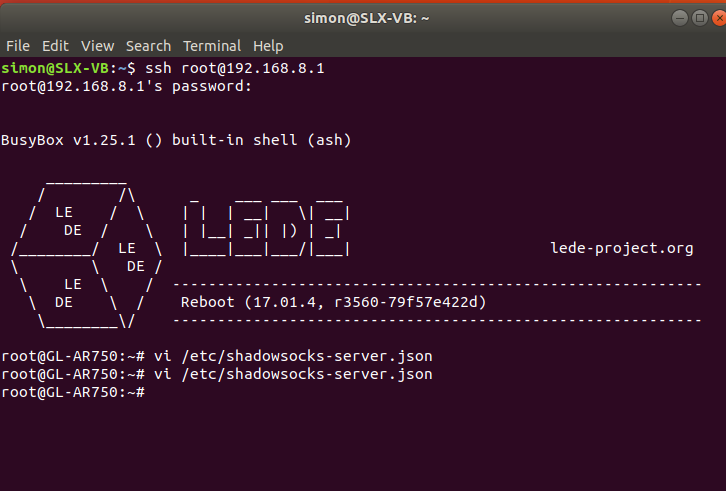 simon@SLX-VB: ~
File Edit View Search Terminal Help
simon@SLX-VB:~$ ssh root@192.168.8.1
root@192.168.8.1's password:
BusyBox v1.25.1 () built-in shell (ash)
     _________
    /        /\      _    ___ ___  ___
   /  LE    /  \    | |  | __|   \| __|
  /    DE  /    \   | |__| _|| |) | _|
 /________/  LE  \  |____|___|___/|___|                      lede-project.org
 \        \   DE /
  \    LE  \    /  -----------------------------------------------------------
   \  DE    \  /    Reboot (17.01.4, r3560-79f57e422d)
    \________\/    -----------------------------------------------------------
root@GL-AR750:~# vi /etc/shadowsocks-server.json
root@GL-AR750:~# vi /etc/shadowsocks-server.json
root@GL-AR750:~#